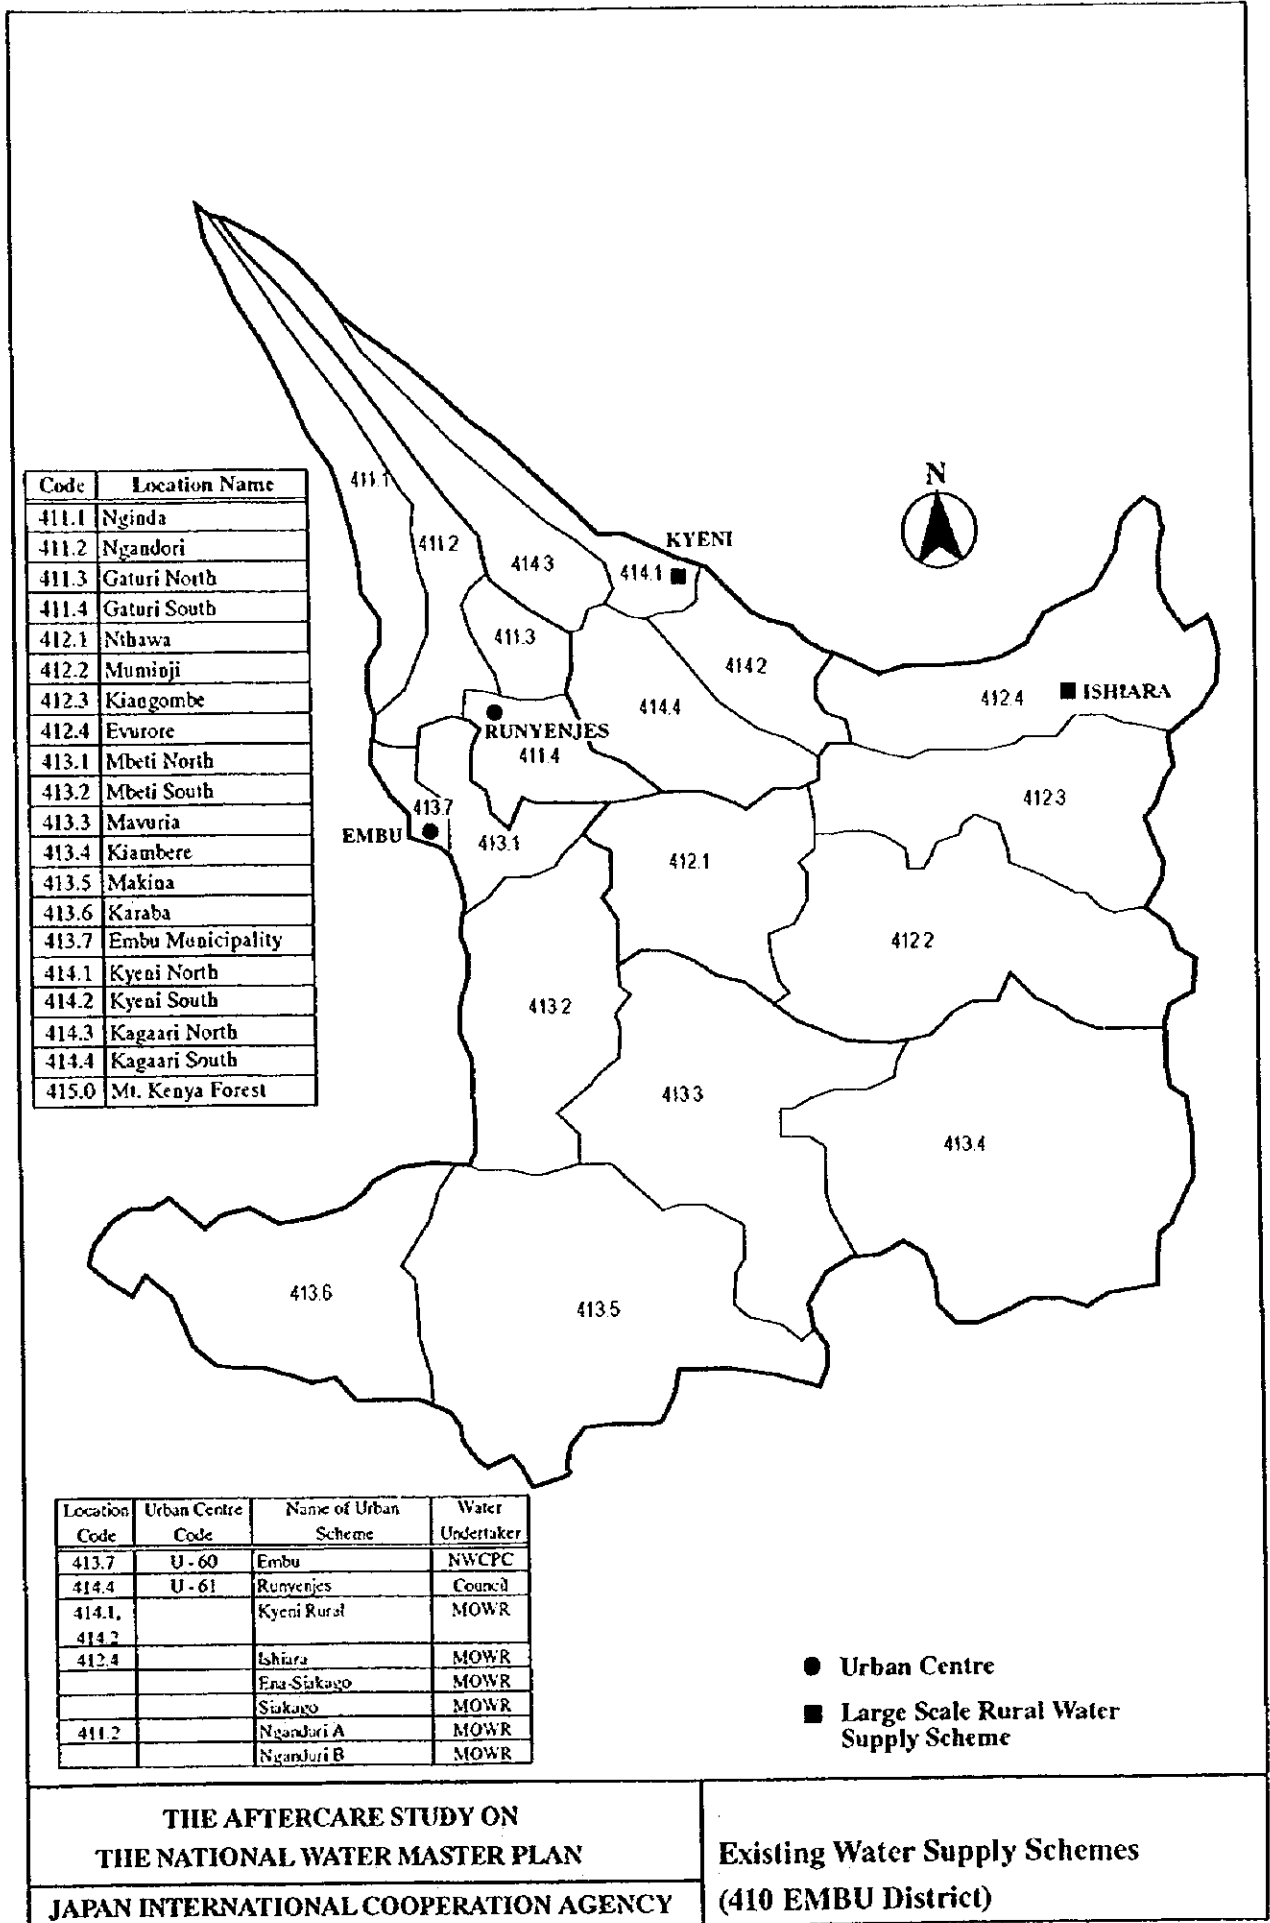 N
Code Location Name
411.1 Nginda
411.2 Ngandori
411.3 Gaturi North
411.4 Gaturi South
412.1 Nthawa
412.2 Muminji
412.3 Kiangombe
412.4 Evurore
413.1 Mbeti North
413.2 Mbeti South
413.3 Mavuria
413.4 Kiambere
413.5 Makina
413.6 Karaba
413.7 Embu Municipality
414.1 Kyeni North
414.2 Kyeni South
414.3 Kagaari North
414.4 Kagaari South
415.0 Mt. Kenya Forest
411.1
411.2
414.3
KYENI
414.1
411.3
414.2
412.4
ISHIARA
414.4
RUNYENJES
411.4
412.3
413.7
EMBU
413.1
412.1
412.2
413.2
413.3
413.4
413.6
413.5
Location Code Urban Centre Code Name of Urban Scheme Water Undertaker
413.7 U - 60 Embu NWCPC
414.4 U - 61 Runyenjes Council
414.1, Kyeni Rural MOWR
414.2
412.4 Ishiara MOWR
Ena-Siakago MOWR
Siakago MOWR
411.2 Nganduri A MOWR
Nganduri B MOWR
Urban Centre
Large Scale Rural Water
Supply Scheme
THE AFTERCARE STUDY ON
THE NATIONAL WATER MASTER PLAN
JAPAN INTERNATIONAL COOPERATION AGENCY
Existing Water Supply Schemes
(410 EMBU District)